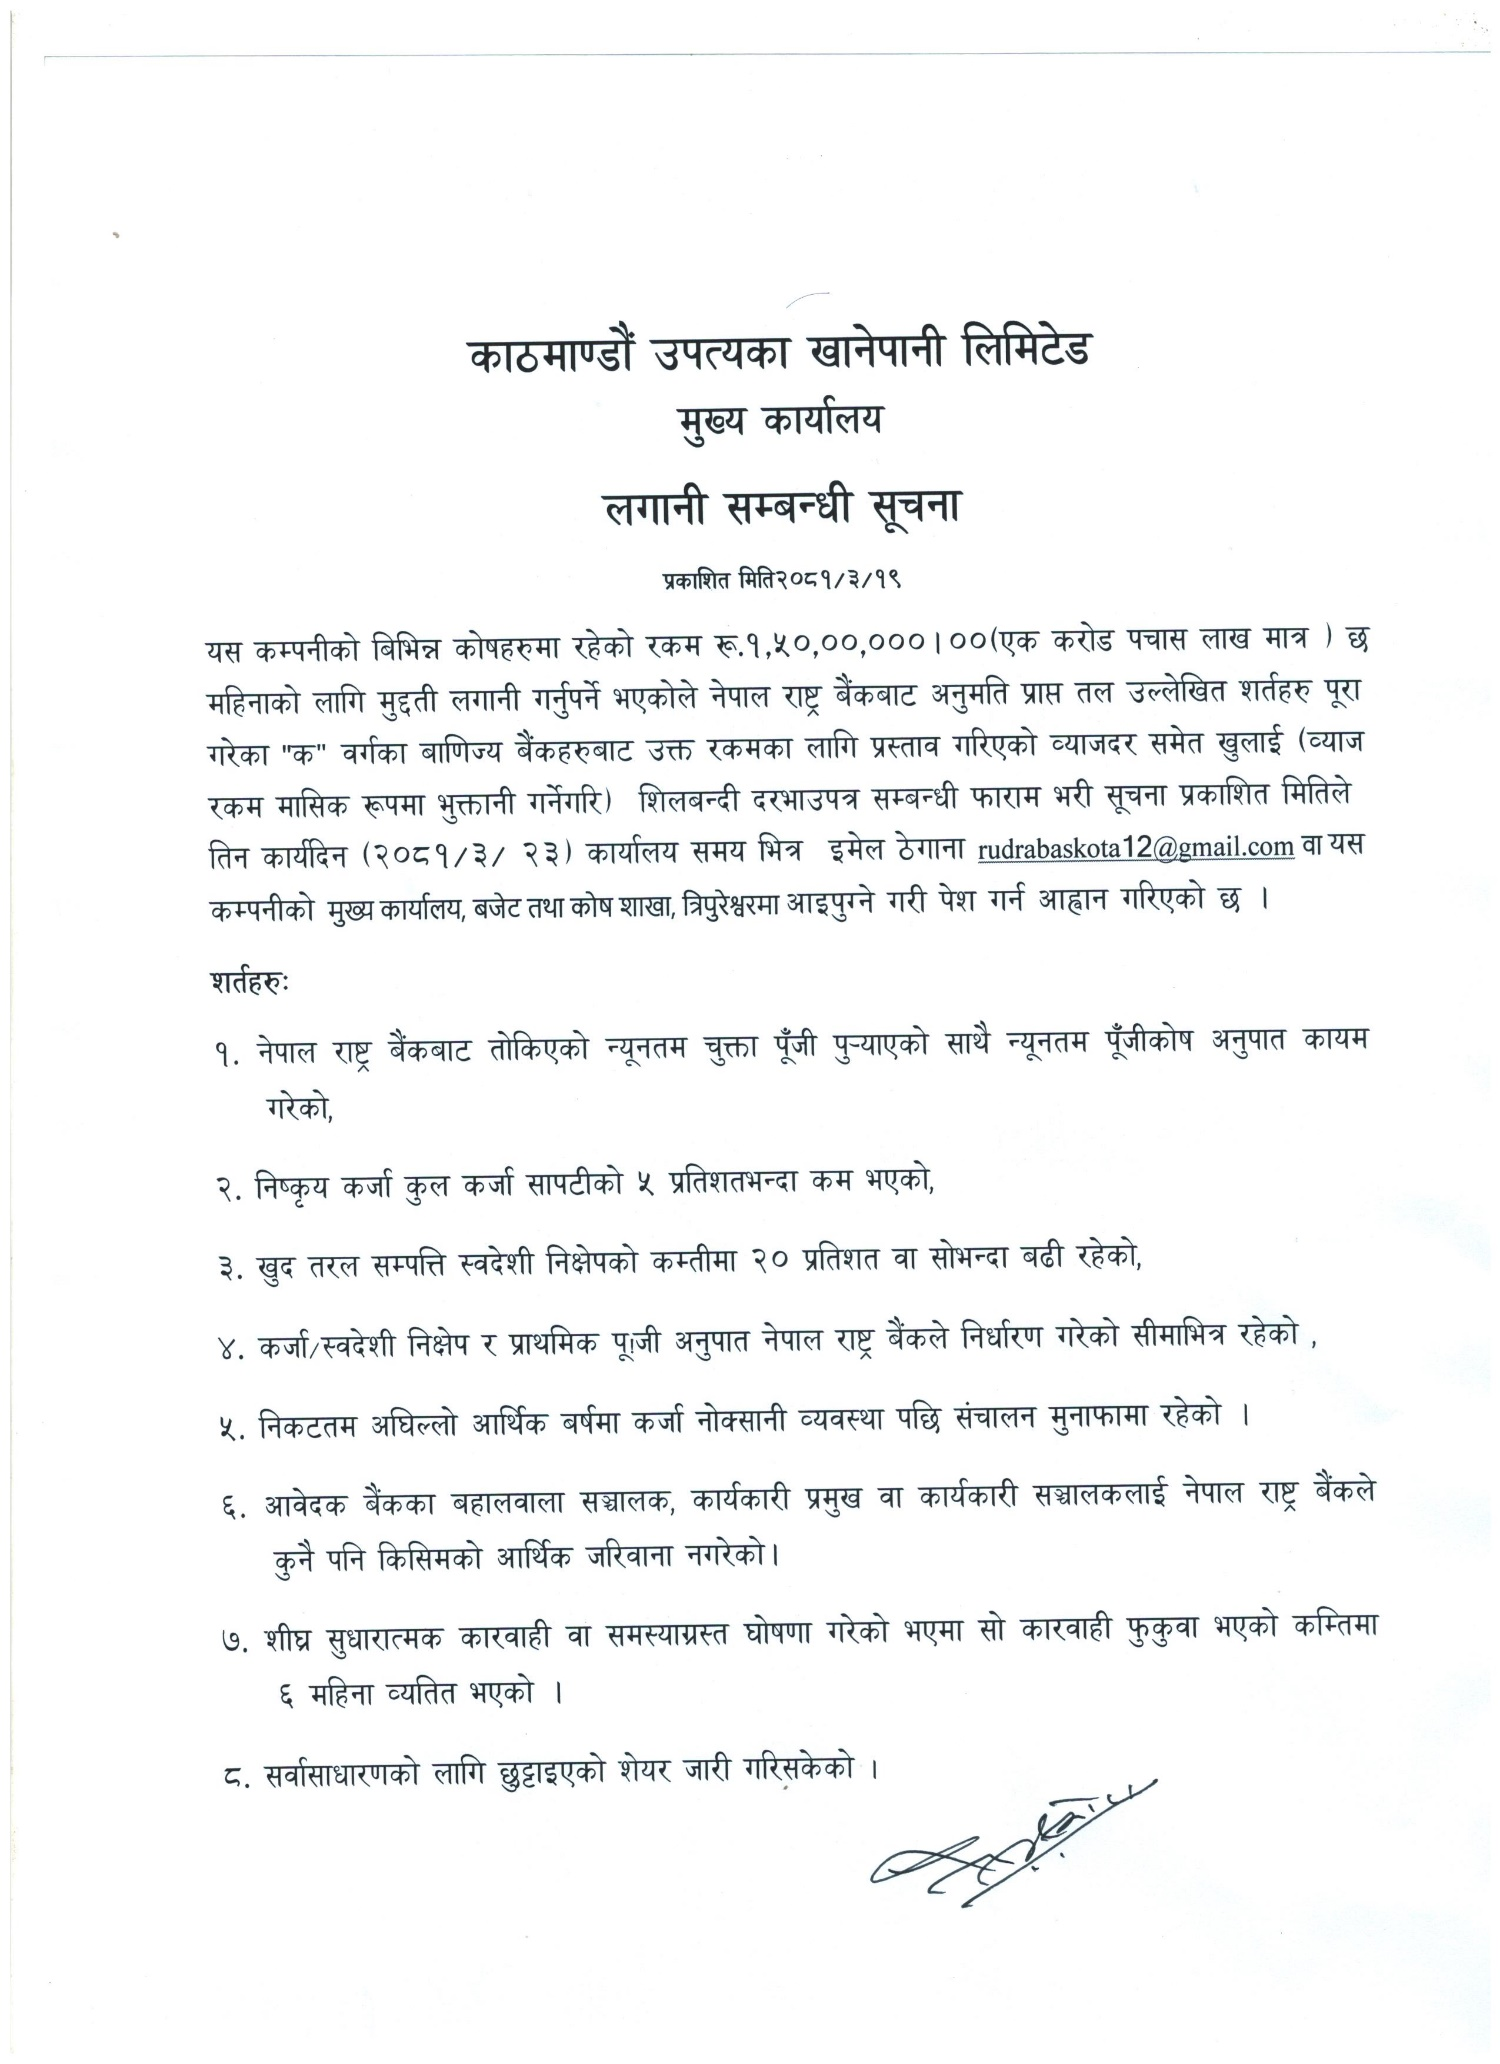 काठमाण्डौं उपत्यका खानेपानी लिमिटेड
मुख्य कार्यालय
लगानी सम्बन्धी सूचना
प्रकाशित मिति२०८१/३/१९
यस कम्पनीको बिभिन्न कोषहरुमा रहेको रकम रू.१,५०,००,०००।००(एक करोड पचास लाख मात्र ) छ
महिनाको लागि मुद्दती लगानी गर्नुपर्ने भएकोले नेपाल राष्ट्र बैंकबाट अनुमति प्राप्त तल उल्लेखित शर्तहरु पूरा
गरेका "क" वर्गका बाणिज्य बैंकहरुबाट उक्त रकमका लागि प्रस्ताव गरिएको व्याजदर समेत खुलाई (व्याज
रकम मासिक रूपमा भुक्तानी गर्नेगरि) शिलबन्दी दरभाउपत्र सम्बन्धी फाराम भरी सूचना प्रकाशित मितिले
तिन कार्यदिन (२०८१/३/ २३) कार्यालय समय भित्र इमेल ठेगाना rudrabaskota12@gmail.com वा यस
कम्पनीको मुख्य कार्यालय, बजेट तथा कोष शाखा, त्रिपुरेश्वरमा आइपुग्ने गरी पेश गर्न आह्वान गरिएको छ ।
शर्तहरुः
१. नेपाल राष्ट्र बैंकबाट तोकिएको न्यूनतम चुक्ता पूँजी पुऱ्याएको साथै न्यूनतम पूँजीकोष अनुपात कायम
गरेको,
२. निष्कृय कर्जा कुल कर्जा सापटीको ५ प्रतिशतभन्दा कम भएको,
३. खुद तरल सम्पत्ति स्वदेशी निक्षेपको कम्तीमा २० प्रतिशत वा सोभन्दा बढी रहेको,
४. कर्जा/स्वदेशी निक्षेप र प्राथमिक पू!जी अनुपात नेपाल राष्ट्र बैंकले निर्धारण गरेको सीमाभित्र रहेको ,
५. निकटतम अघिल्लो आर्थिक बर्षमा कर्जा नोक्सानी व्यवस्था पछि संचालन मुनाफामा रहेको ।
६. आवेदक बैंकका बहालवाला सञ्चालक, कार्यकारी प्रमुख वा कार्यकारी सञ्चालकलाई नेपाल राष्ट्र बैंकले
कुनै पनि किसिमको आर्थिक जरिवाना नगरेको।
७. शीघ्र सुधारात्मक कारवाही वा समस्याग्रस्त घोषणा गरेको भएमा सो कारवाही फुकुवा भएको कम्तिमा
६ महिना व्यतित भएको ।
८. सर्वासाधारणको लागि छुट्टाइएको शेयर जारी गरिसकेको ।